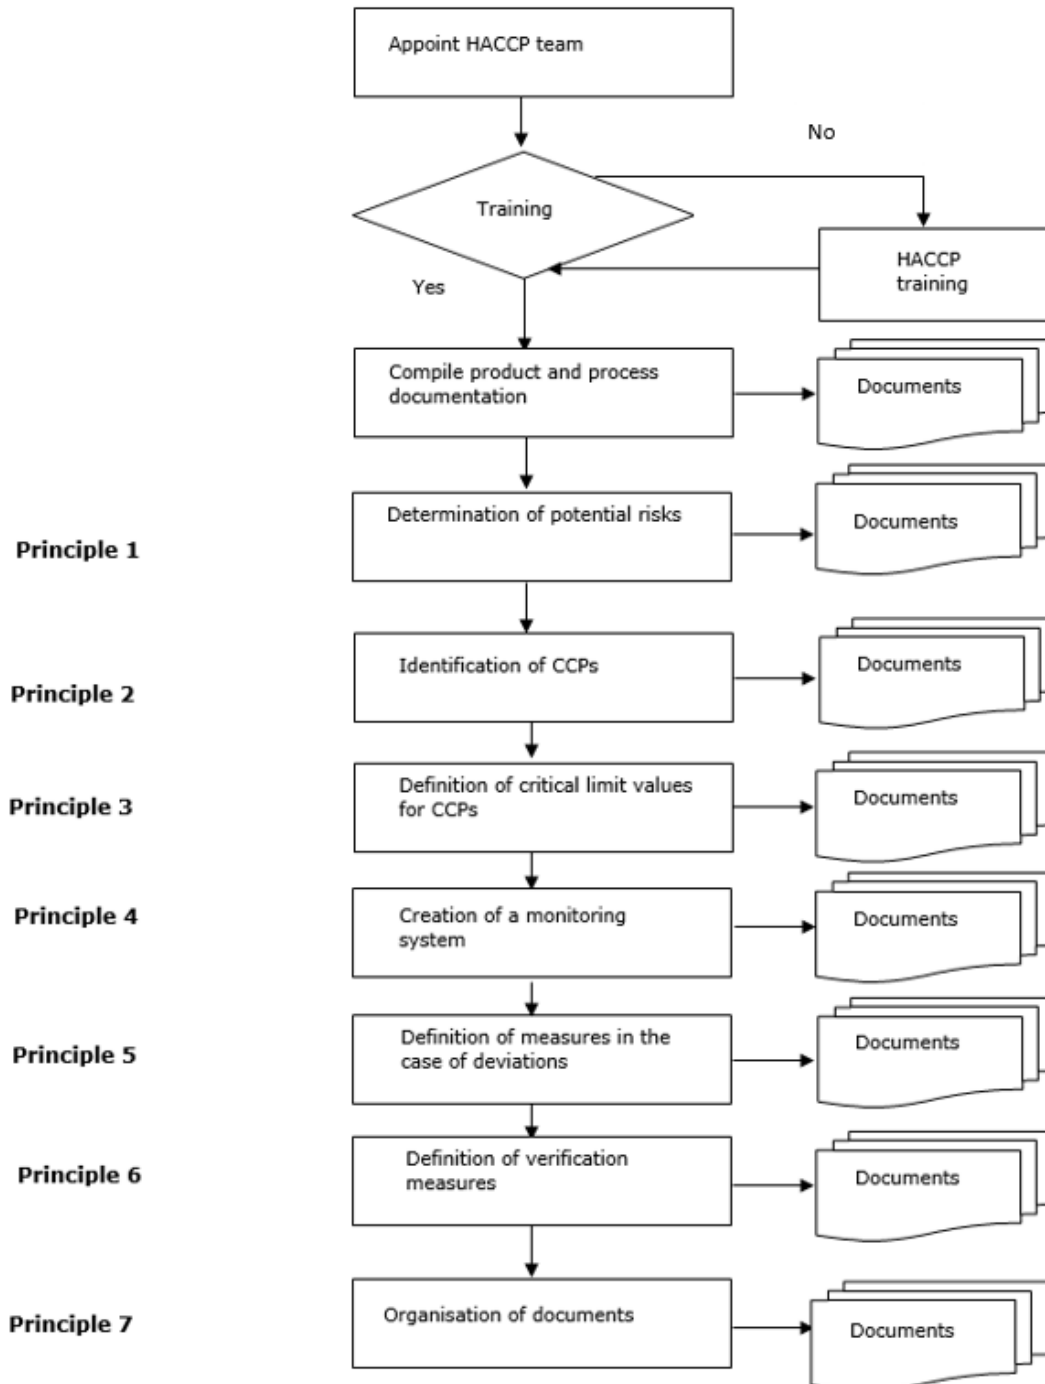 Appoint HACCP team
No
Training
HACCP
training
Yes
Compile product and process
documentation
Documents
Principle 1
Determination of potential risks
Documents
Principle 2
Identification of CCPs
Documents
Principle 3
Definition of critical limit values
for CCPs
Documents
Principle 4
Creation of a monitoring
system
Documents
Principle 5
Definition of measures in the
case of deviations
Documents
Principle 6
Definition of verification
measures
Documents
Principle 7
Organisation of documents
Documents